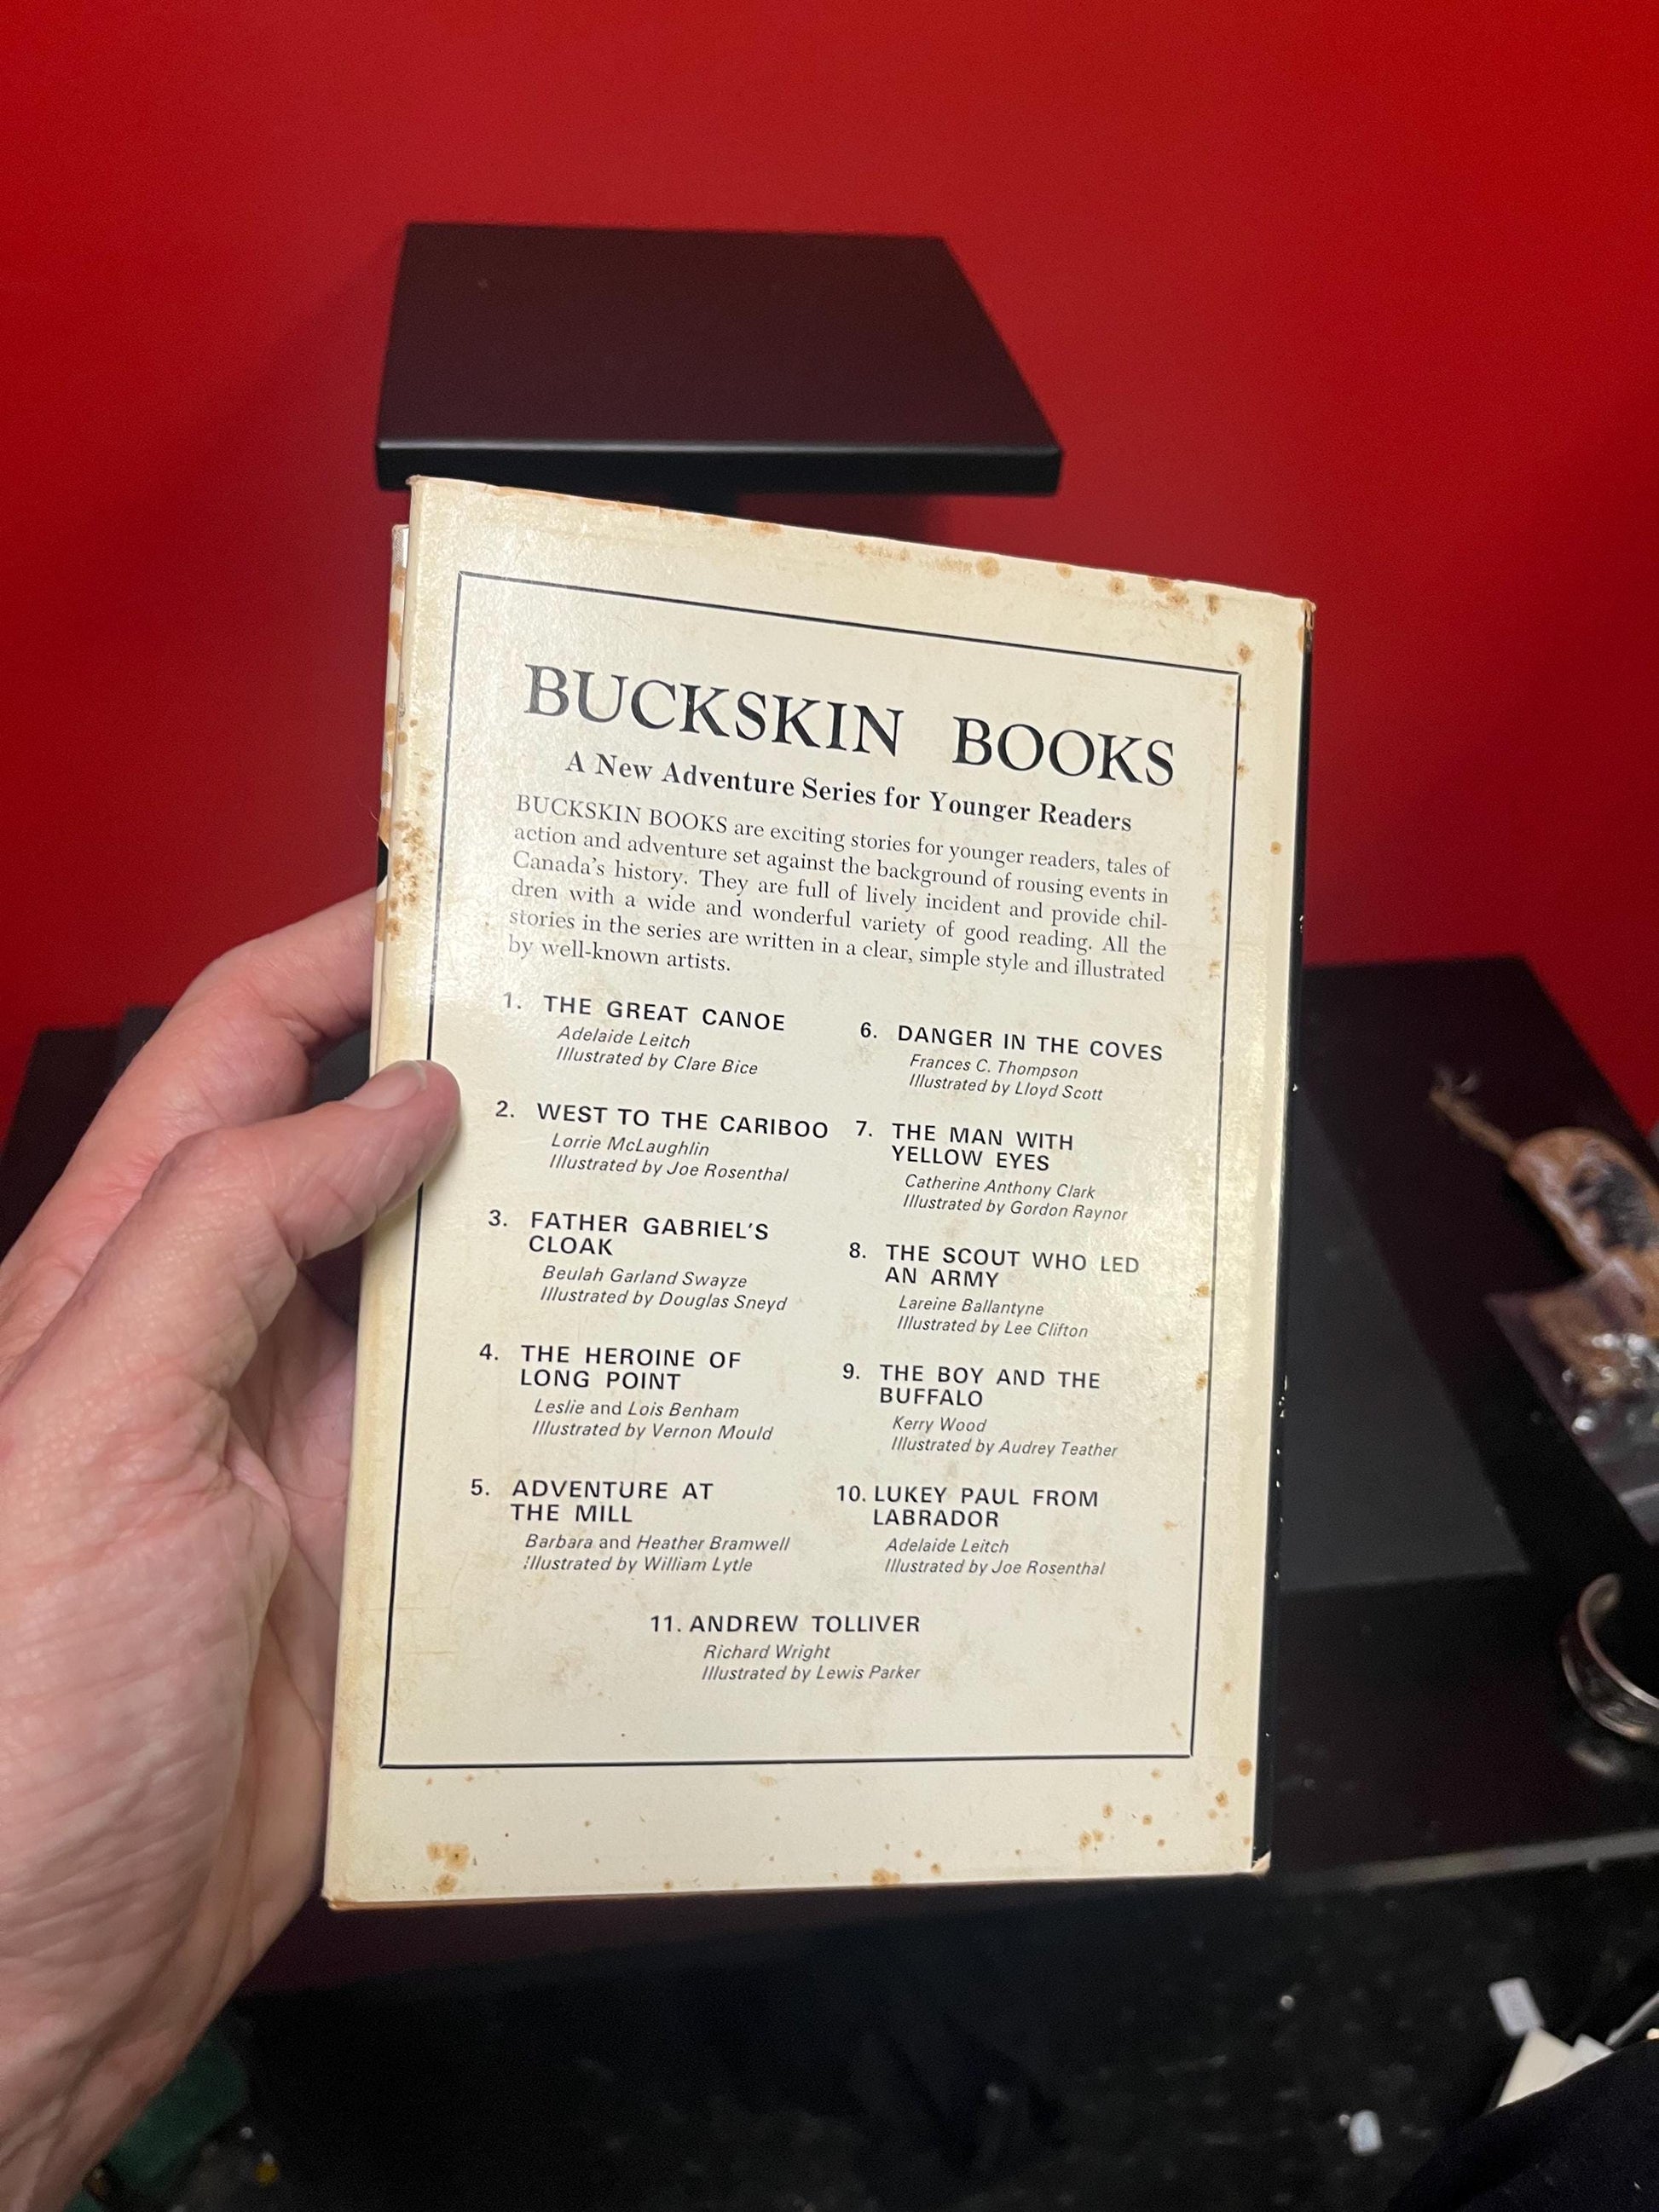 BUCKSKIN BOOKS
A New Adventure Series for Younger Readers
BUCKSKIN BOOKS are exciting stories for younger readers, tales of
action and adventure set against the background of rousing events in
Canada's history. They are full of lively incident and provide chil-
dren with a wide and wonderful variety of good reading. All the
stories in the series are written in a clear, simple style and illustrated
by well-known artists.
1. THE GREAT CANOE
Adelaide Leitch
Illustrated by Clare Bice
2. WEST TO THE CARIBOO
Lorrie McLaughlin
Illustrated by Joe Rosenthal
3. FATHER GABRIEL'S
CLOAK
Beulah Garland Swayze
Illustrated by Douglas Sneyd
4. THE HEROINE OF
LONG POINT
Leslie and Lois Benham
Illustrated by Vernon Mould
5. ADVENTURE AT
THE MILL
Barbara and Heather Bramwell
Illustrated by William Lytle
6. DANGER IN THE COVES
Frances C. Thompson
Illustrated by Lloyd Scott
7. THE MAN WITH
YELLOW EYES
Catherine Anthony Clark
Illustrated by Gordon Raynor
8. THE SCOUT WHO LED
AN ARMY
Lareine Ballantyne
Illustrated by Lee Clifton
9. THE BOY AND THE
BUFFALO
Kerry Wood
Illustrated by Audrey Teather
10. LUKEY PAUL FROM
LABRADOR
Adelaide Leitch
Illustrated by Joe Rosenthal
11. ANDREW TOLLIVER
Richard Wright
Illustrated by Lewis Parker